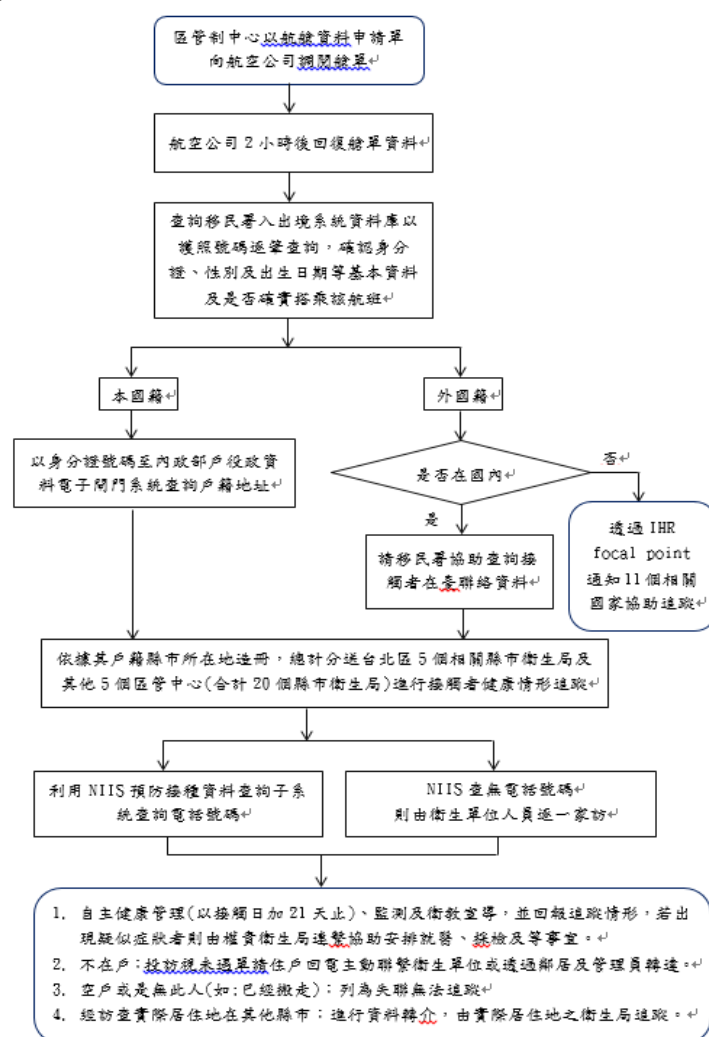 區管制中心以航艙資料申請單
向航空公司調閱艙單
航空公司2小時後回復艙單資料
查詢移民署入出境系統資料庫以
護照號碼逐筆查詢，確認身分
證、性別及出生日期等基本資料
及是否確實搭乘該航班
本國籍
外國籍
以身分證號碼至內政部戶役政資
料電子閘門系統查詢戶籍地址
是否在國內
否
是
請移民署協助查詢接
觸者在臺聯絡資料
透過 IHR
focal point
通知11個相關
國家協助追蹤
依據其戶籍縣市所在地造冊，總計分送台北區5個相關縣市衛生局及
其他5個區管中心(合計20個縣市衛生局)進行接觸者健康情形追蹤
利用NIIS預防接種資料查詢子系
統查詢電話號碼
NIIS查無電話號碼
則由衛生單位人員逐一家訪
1. 自主健康管理(以接觸日加21天止)、監測及衛教宣導，並回報追蹤情形，若出
現疑似症狀者則由權責衛生局連繫協助安排就醫、採檢及等事宜。
2. 不在戶：投訪視未遇單請住戶回電主動聯繫衛生單位或透過鄰居及管理員轉達。
3. 空戶或是無此人(如:已經搬走)：列為失聯無法追蹤
4. 經訪查實際居住地在其他縣市：進行資料轉介，由實際居住地之衛生局追蹤。